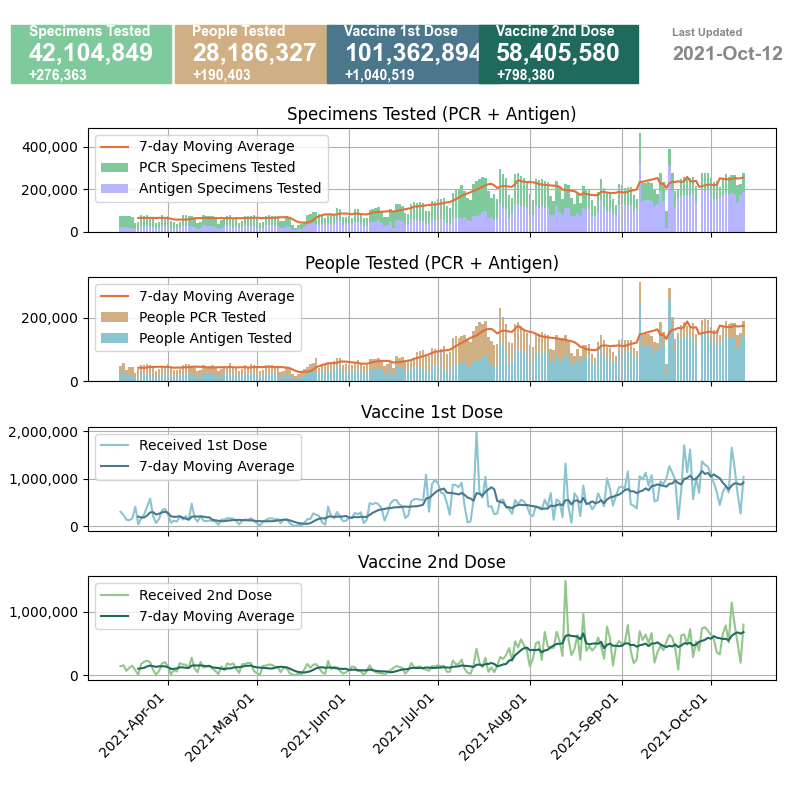 Specimens Tested
42,104,849
+276,363
People Tested
28,186,327
+190,403
Vaccine 1st Dose
101,362,894
+1,040,519
Vaccine 2nd Dose
58,405,580
+798,380
Last Updated
2021-Oct-12
Specimens Tested (PCR + Antigen)
400,000
200,000
0
7-day Moving Average
PCR Specimens Tested
Antigen Specimens Tested
People Tested (PCR + Antigen)
200,000
0
7-day Moving Average
People PCR Tested
People Antigen Tested
Vaccine 1st Dose
2,000,000
1,000,000
0
Received 1st Dose
7-day Moving Average
Vaccine 2nd Dose
1,000,000
0
Received 2nd Dose
7-day Moving Average
2021-Apr-01
2021-May-01
2021-Jun-01
2021-Jul-01
2021-Aug-01
2021-Sep-01
2021-Oct-01